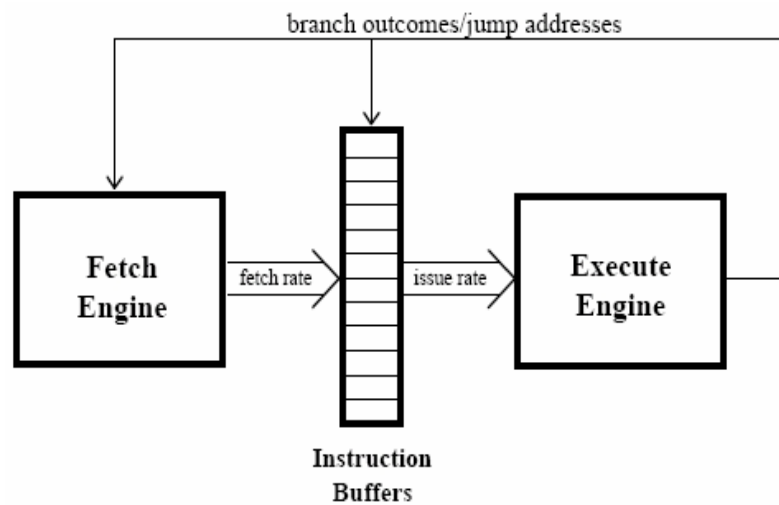 branch outcomes/jump addresses
Fetch
Engine
fetch rate
issue rate
Execute
Engine
Instruction
Buffers